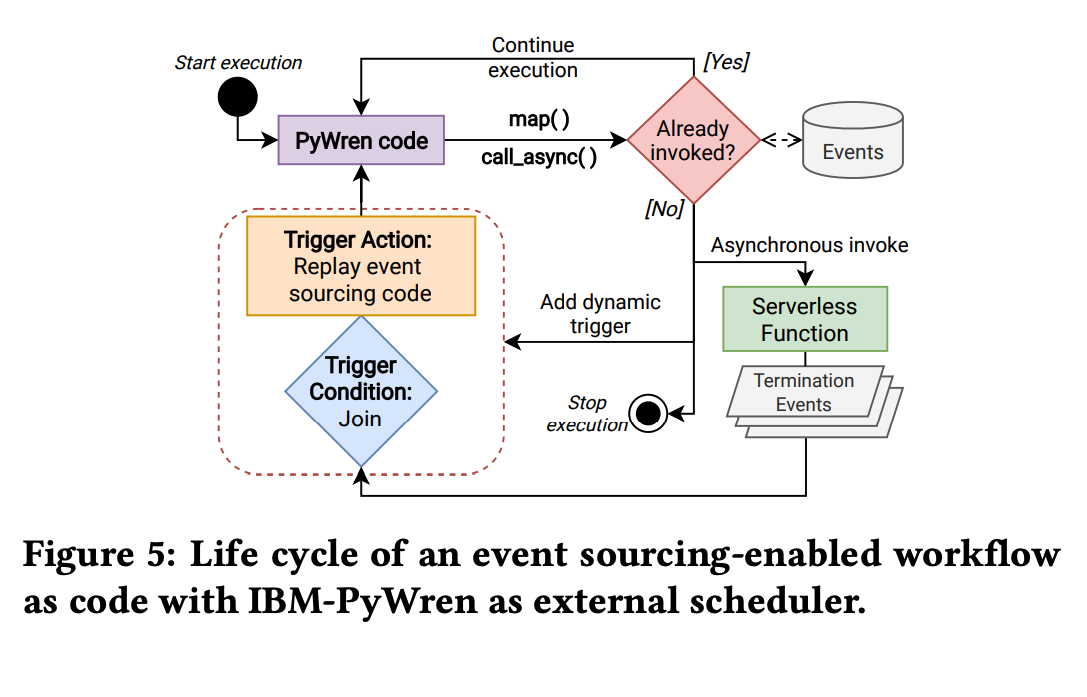 Start execution
Continue
execution
[Yes]
PyWren code
map()
call_async()
Already
invoked?
Events
[No]
Trigger Action:
Replay event
sourcing code
Asynchronous invoke
Add dynamic
trigger
Serverless
Function
Trigger
Condition:
Join
Termination
Events
Stop
execution
Figure 5: Life cycle of an event sourcing-enabled workflow
as code with IBM-PyWren as external scheduler.